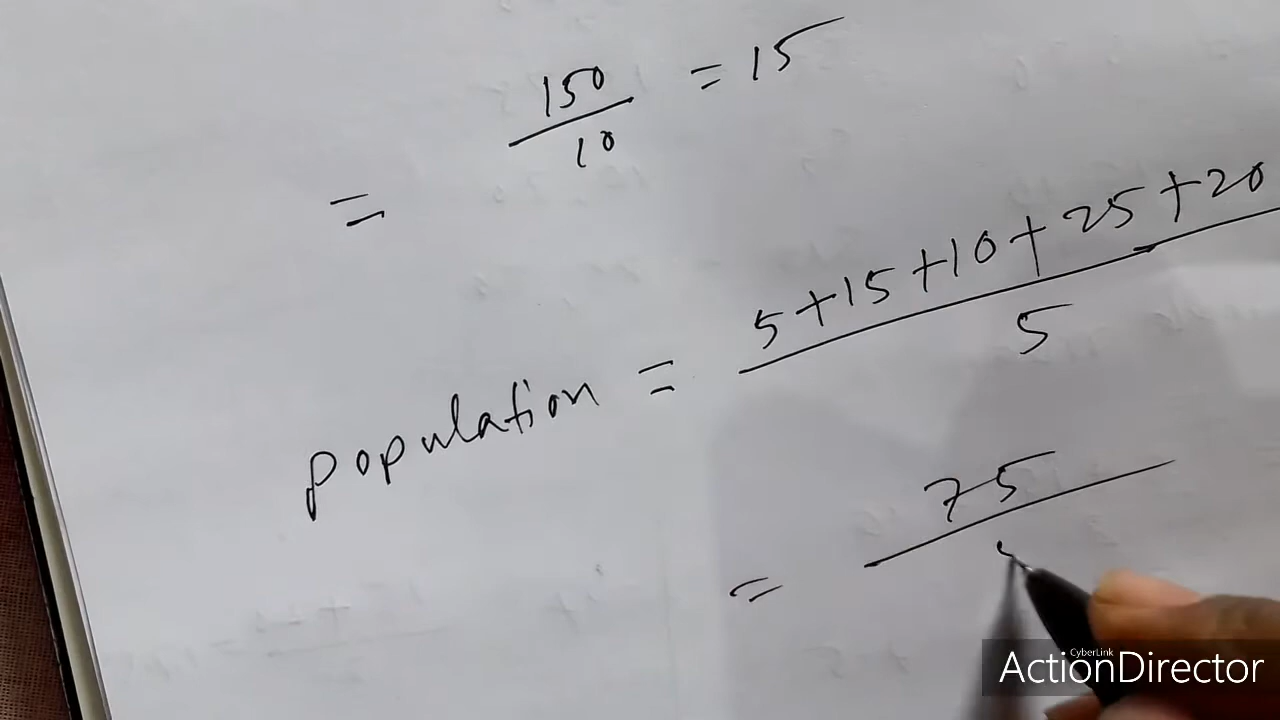 150
— = 15
10
=
population = 5+15+10+25+20
5
75
=
CyberLink
ActionDirector